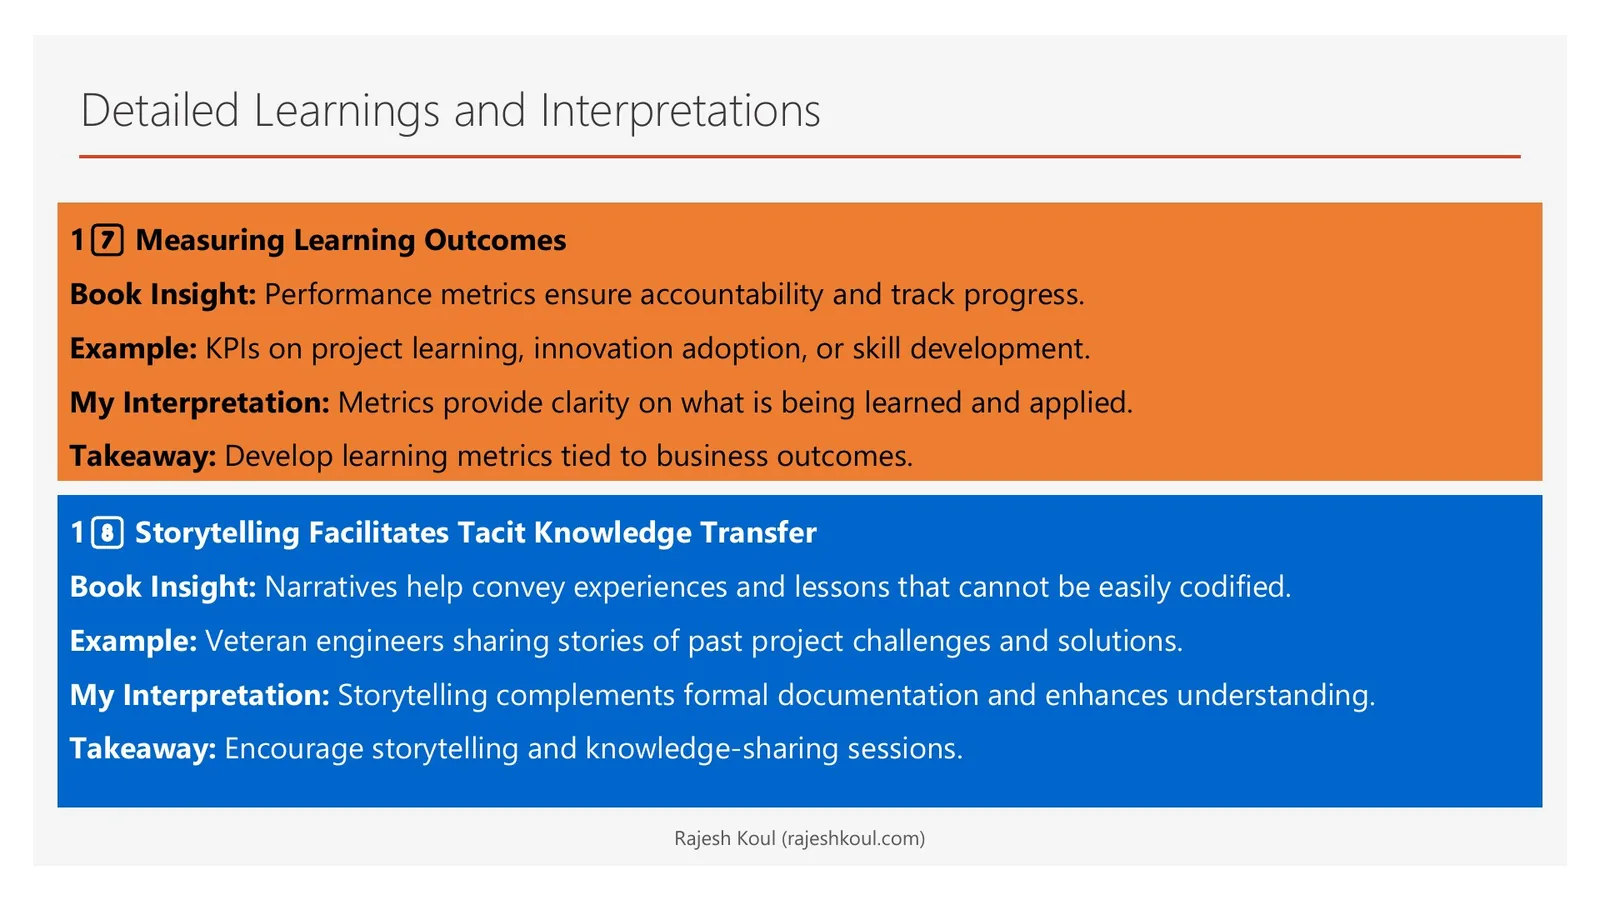 Detailed Learnings and Interpretations
17️⃣ Measuring Learning Outcomes
Book Insight: Performance metrics ensure accountability and track progress.
Example: KPIs on project learning, innovation adoption, or skill development.
My Interpretation: Metrics provide clarity on what is being learned and applied.
Takeaway: Develop learning metrics tied to business outcomes.
18️⃣ Storytelling Facilitates Tacit Knowledge Transfer
Book Insight: Narratives help convey experiences and lessons that cannot be easily codified.
Example: Veteran engineers sharing stories of past project challenges and solutions.
My Interpretation: Storytelling complements formal documentation and enhances understanding.
Takeaway: Encourage storytelling and knowledge-sharing sessions.
Rajesh Koul (rajeshkoul.com)